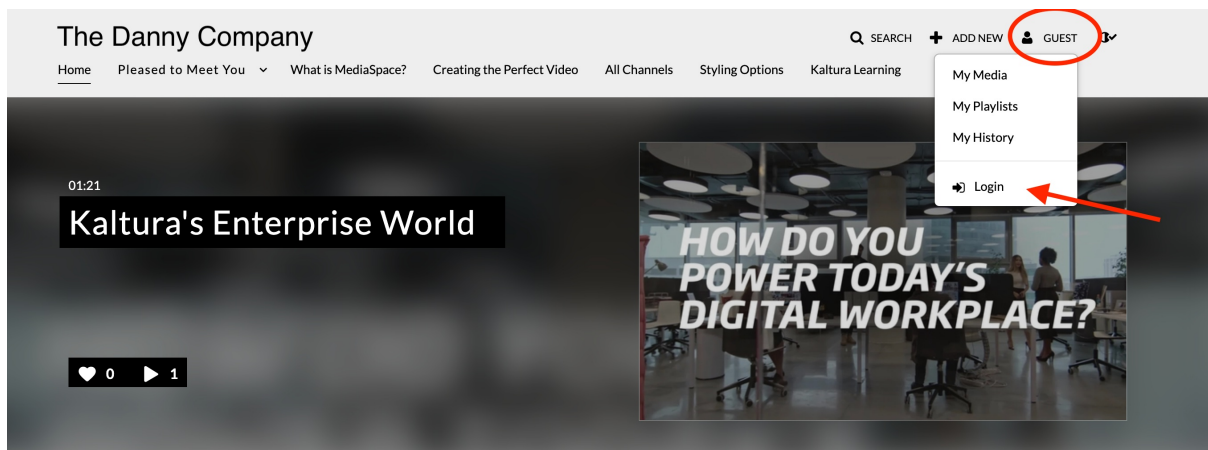 The Danny Company
SEARCH ADD NEW GUEST
Home Pleased to Meet You What is MediaSpace? Creating the Perfect Video All Channels Styling Options Kaltura Learning
My Media
My Playlists
My History
Login
01:21
Kaltura's Enterprise World
HOW DO YOU
POWER TODAY'S
DIGITAL WORKPLACE?
0 1